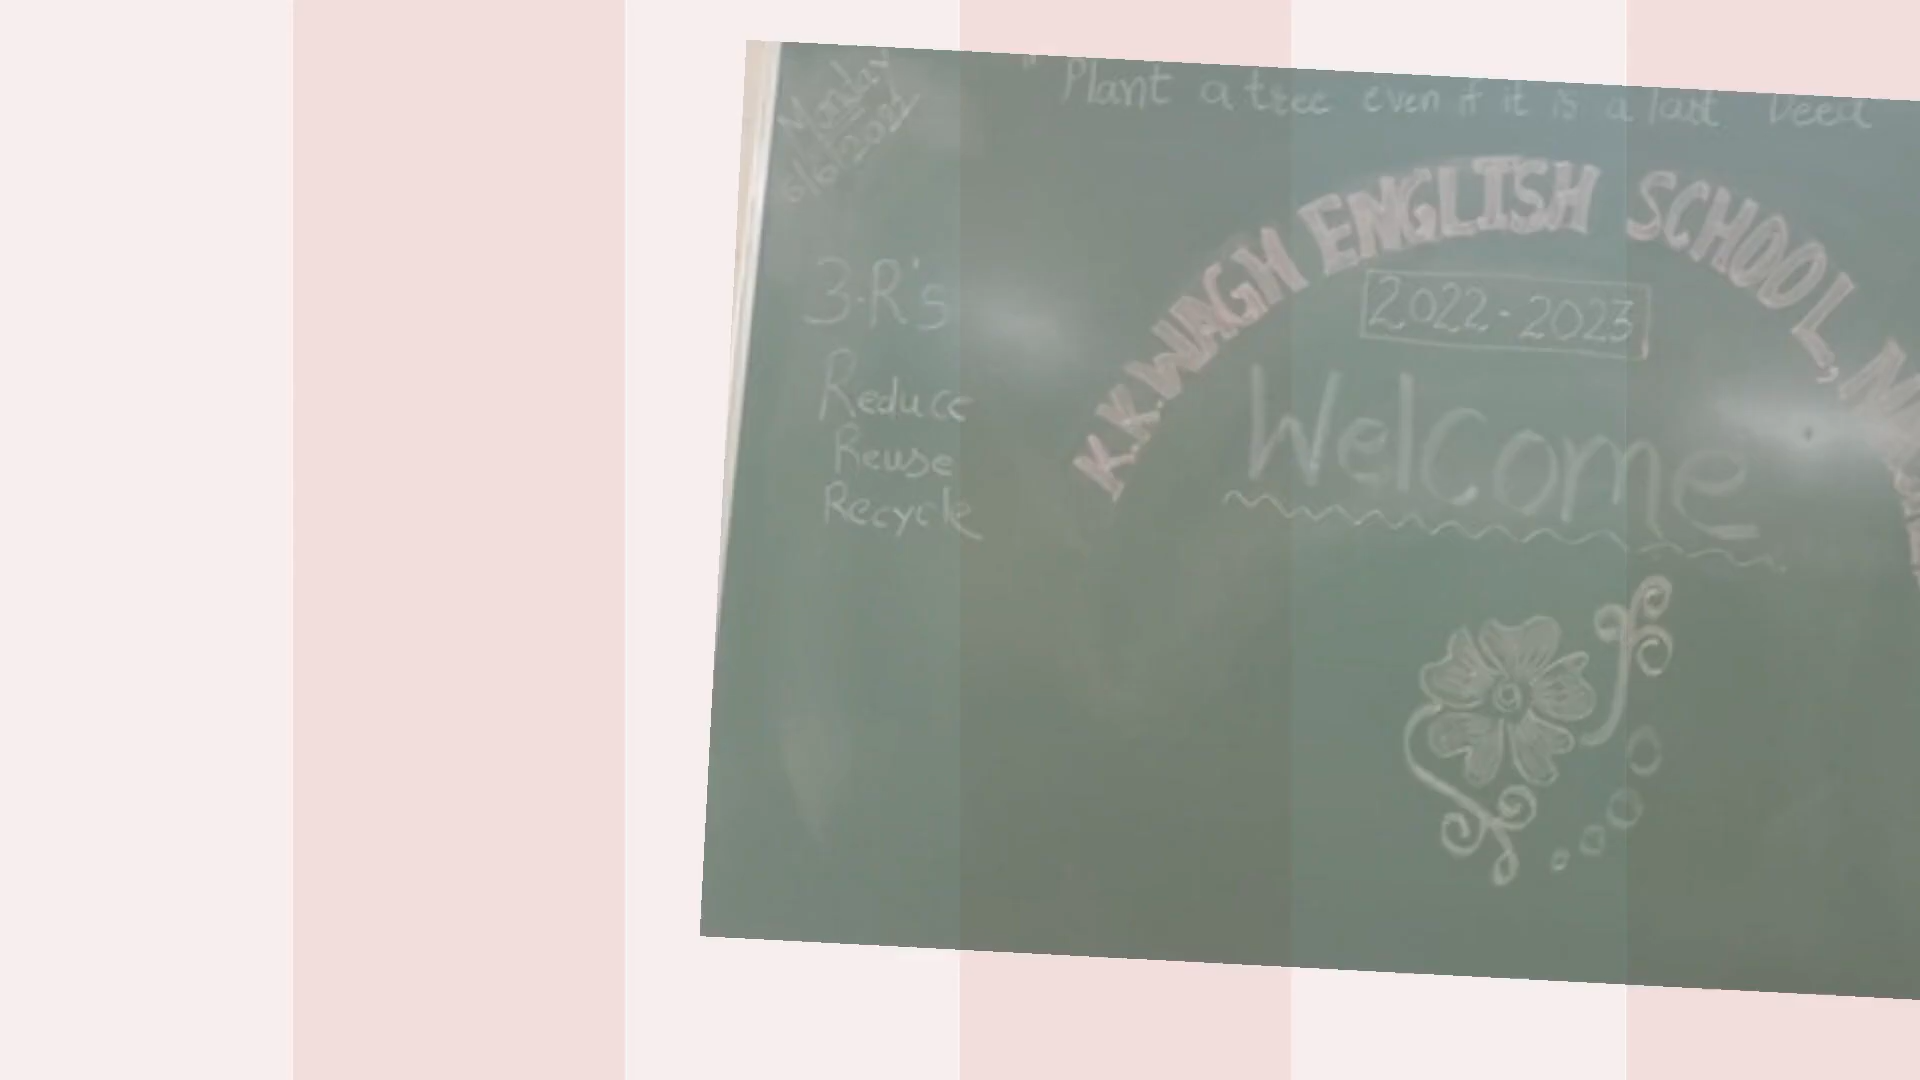 Monday
6/6/2022
" Plant a tree even if it is a last Deed
K.K.WAGH ENGLISH SCHOOL,
2022-2023
Welcome
3-R's
Reduce
Reuse
Recycle